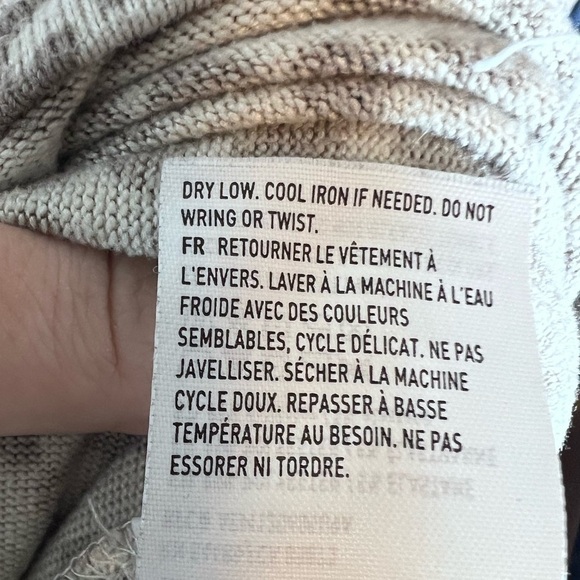 DRY LOW. COOL IRON IF NEEDED. DO NOT
WRING OR TWIST.
FR RETOURNER LE VÊTEMENT À
L'ENVERS. LAVER À LA MACHINE À L'EAU
FROIDE AVEC DES COULEURS
SEMBLABLES, CYCLE DÉLICAT. NE PAS
JAVELLISER. SÉCHER À LA MACHINE
CYCLE DOUX. REPASSER À BASSE
TEMPÉRATURE AU BESOIN. NE PAS
ESSORER NI TORDRE.